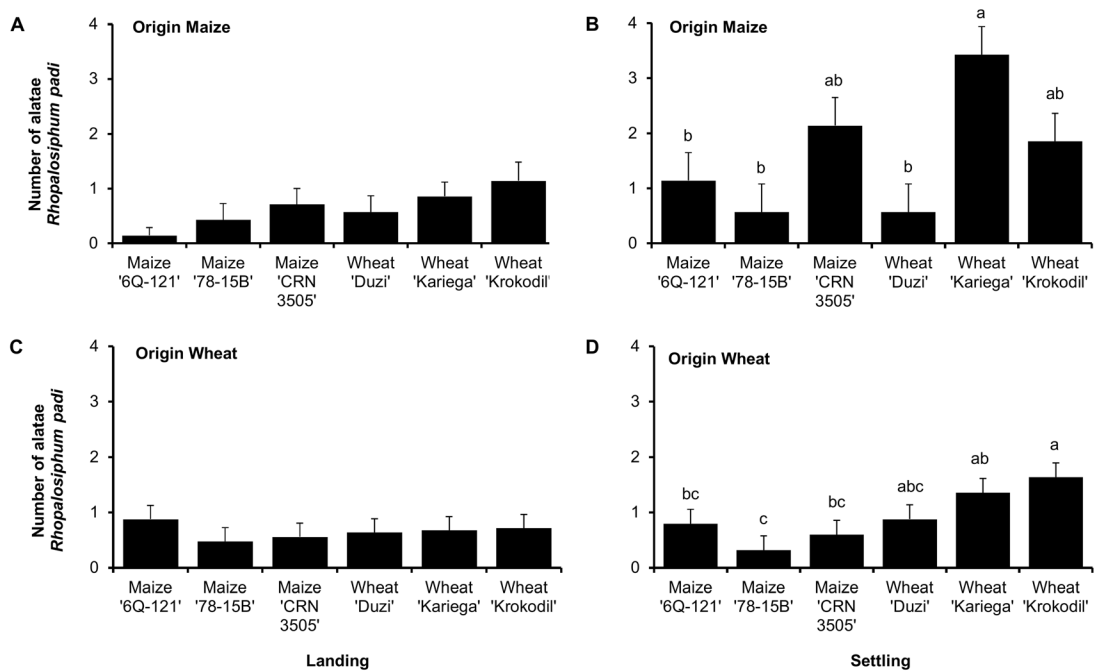 A
Origin Maize
Number of alatae
Rhopalosiphum padi
4
3
2
1
0
Maize '6Q-121'
Maize '78-15B'
Maize 'CRN 3505'
Wheat 'Duzi'
Wheat 'Kariega'
Wheat 'Krokodil'
B
Origin Maize
4
3
2
1
0
b
b
ab
b
a
ab
Maize '6Q-121'
Maize '78-15B'
Maize 'CRN 3505'
Wheat 'Duzi'
Wheat 'Kariega'
Wheat 'Krokodil'
C
Origin Wheat
Number of alatae
Rhopalosiphum padi
4
3
2
1
0
Maize '6Q-121'
Maize '78-15B'
Maize 'CRN 3505'
Wheat 'Duzi'
Wheat 'Kariega'
Wheat 'Krokodil'
Landing
D
Origin Wheat
4
3
2
1
0
bc
c
bc
abc
ab
a
Maize '6Q-121'
Maize '78-15B'
Maize 'CRN 3505'
Wheat 'Duzi'
Wheat 'Kariega'
Wheat 'Krokodil'
Settling